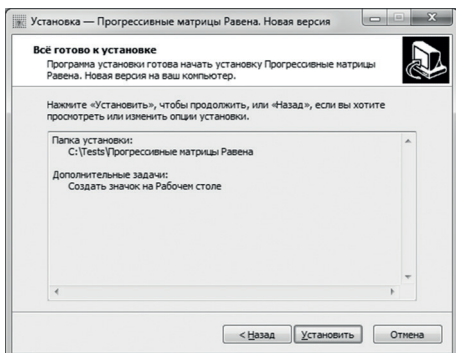 Установка — Прогрессивные матрицы Равена. Новая версия
Всё готово к установке
Программа установки готова начать установку Прогрессивные матрицы
Равена. Новая версия на ваш компьютер.
Нажмите «Установить», чтобы продолжить, или «Назад», если вы хотите
просмотреть или изменить опции установки.
Папка установки:
C:\Tests\Прогрессивные матрицы Равена
Дополнительные задачи:
Создать значок на Рабочем столе
< Назад
Установить
Отмена